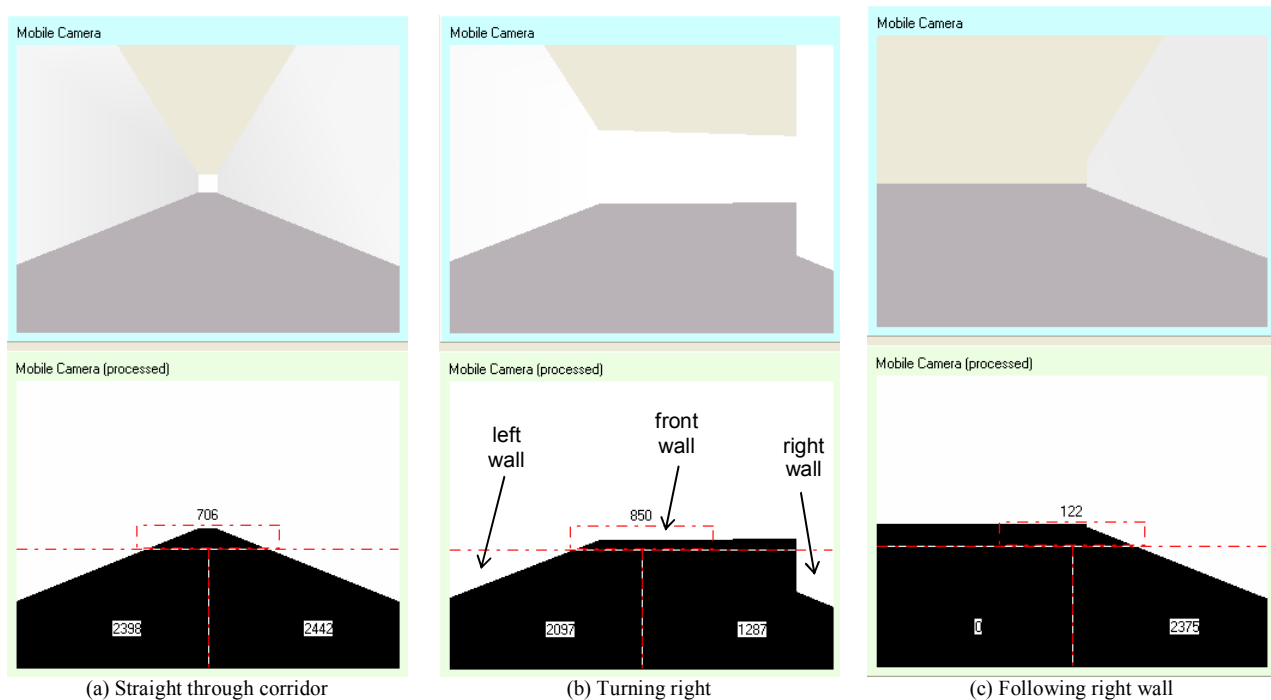 Mobile Camera
Mobile Camera
Mobile Camera
Mobile Camera (processed)
706
2398
2442
Mobile Camera (processed)
left
wall
front
wall
right
wall
850
2097
1287
Mobile Camera (processed)
122
0
2375
(a) Straight through corridor
(b) Turning right
(c) Following right wall